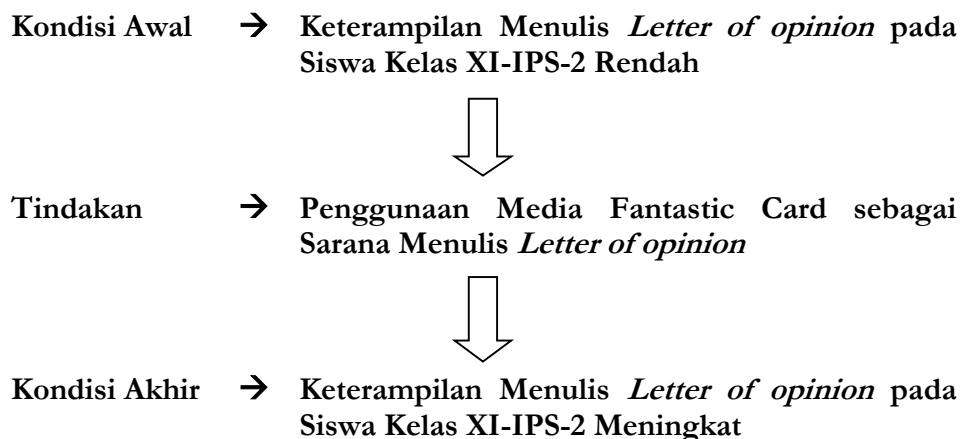 Kondisi Awal → Keterampilan Menulis Letter of opinion pada
Siswa Kelas XI-IPS-2 Rendah
Tindakan → Penggunaan Media Fantastic Card sebagai
Sarana Menulis Letter of opinion
Kondisi Akhir → Keterampilan Menulis Letter of opinion pada
Siswa Kelas XI-IPS-2 Meningkat